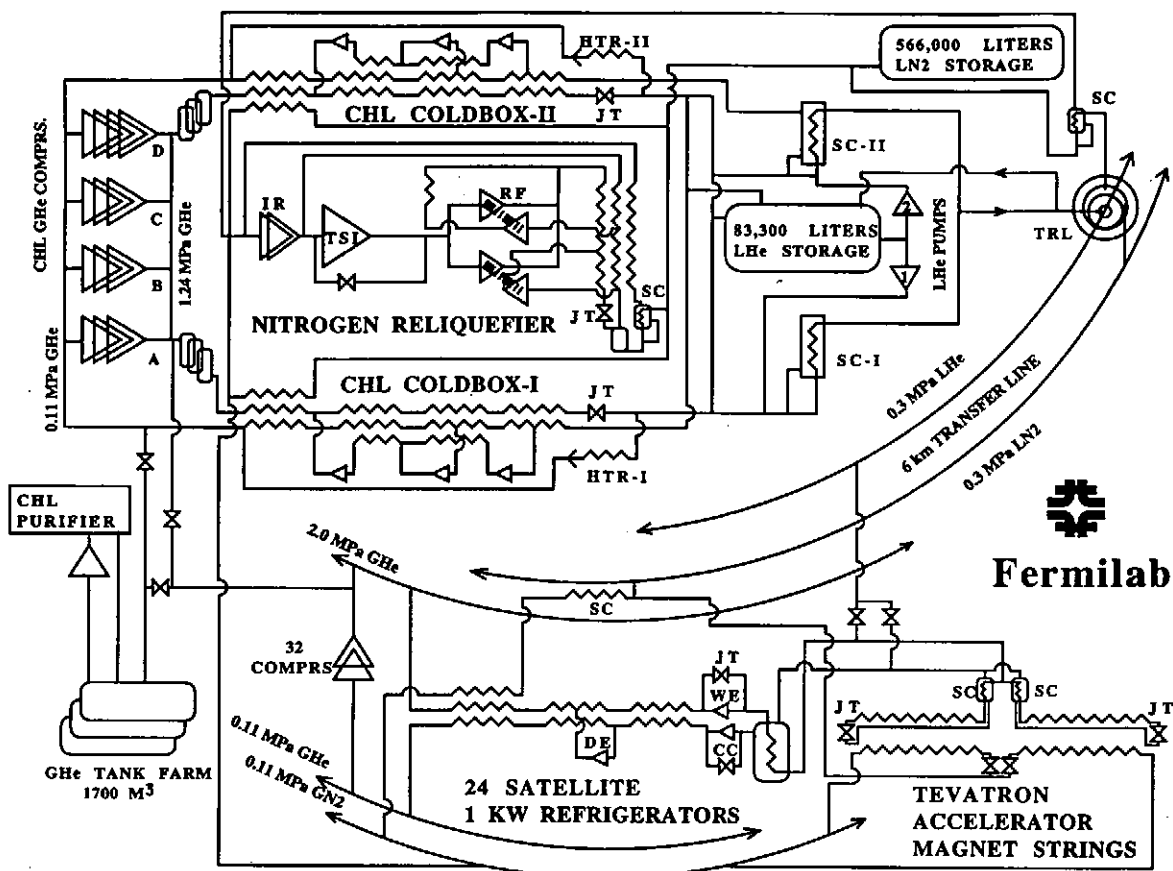 HTR-II
566,000 LITERS
LN2 STORAGE
SC
CHL COLDBOX-II
JT
SC-II
CHL GHe COMPRS.
D
C
B
A
1.24 MPa GHe
0.11 MPa GHe
IR
TSI
RF
SC
JT
NITROGEN RELIQUEFIER
83,300 LITERS
LHe STORAGE
2
1
LHe PUMPS
TRL
SC-I
CHL COLDBOX-I
JT
HTR-I
0.3 MPa LHe
6 km TRANSFER LINE
0.3 MPa LN2
CHL
PURIFIER
2.0 MPa GHe
Fermilab
SC
32
COMPRS
JT
WE
DE
CC
SC SC
JT JT
GHe TANK FARM
1700 M3
0.11 MPa GHe
0.11 MPa GN2
24 SATELLITE
1 KW REFRIGERATORS
TEVATRON
ACCELERATOR
MAGNET STRINGS